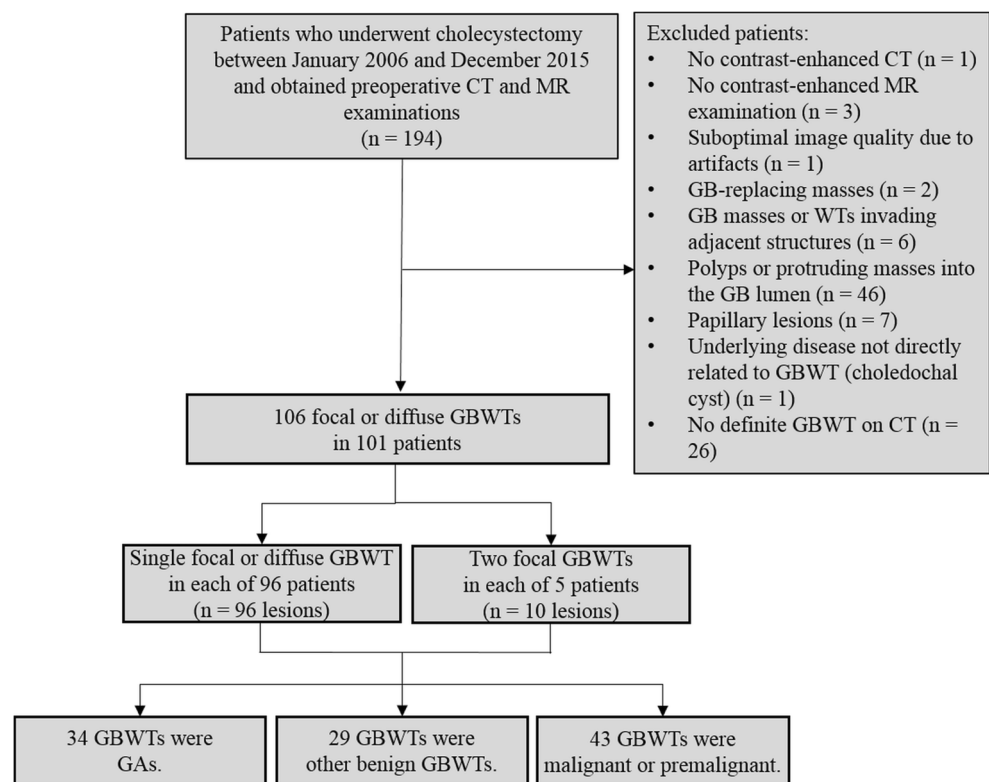 Patients who underwent cholecystectomy
between January 2006 and December 2015
and obtained preoperative CT and MR
examinations
(n = 194)
Excluded patients:
• No contrast-enhanced CT (n = 1)
• No contrast-enhanced MR
examination (n = 3)
• Suboptimal image quality due to
artifacts (n = 1)
• GB-replacing masses (n = 2)
• GB masses or WTs invading
adjacent structures (n = 6)
• Polyps or protruding masses into
the GB lumen (n = 46)
• Papillary lesions (n = 7)
• Underlying disease not directly
related to GBWT (choledochal
cyst) (n = 1)
• No definite GBWT on CT (n =
26)
106 focal or diffuse GBWTs
in 101 patients
Single focal or diffuse GBWT
in each of 96 patients
(n = 96 lesions)
Two focal GBWTs
in each of 5 patients
(n = 10 lesions)
34 GBWTs were
GAs.
29 GBWTs were
other benign GBWTs.
43 GBWTs were
malignant or premalignant.